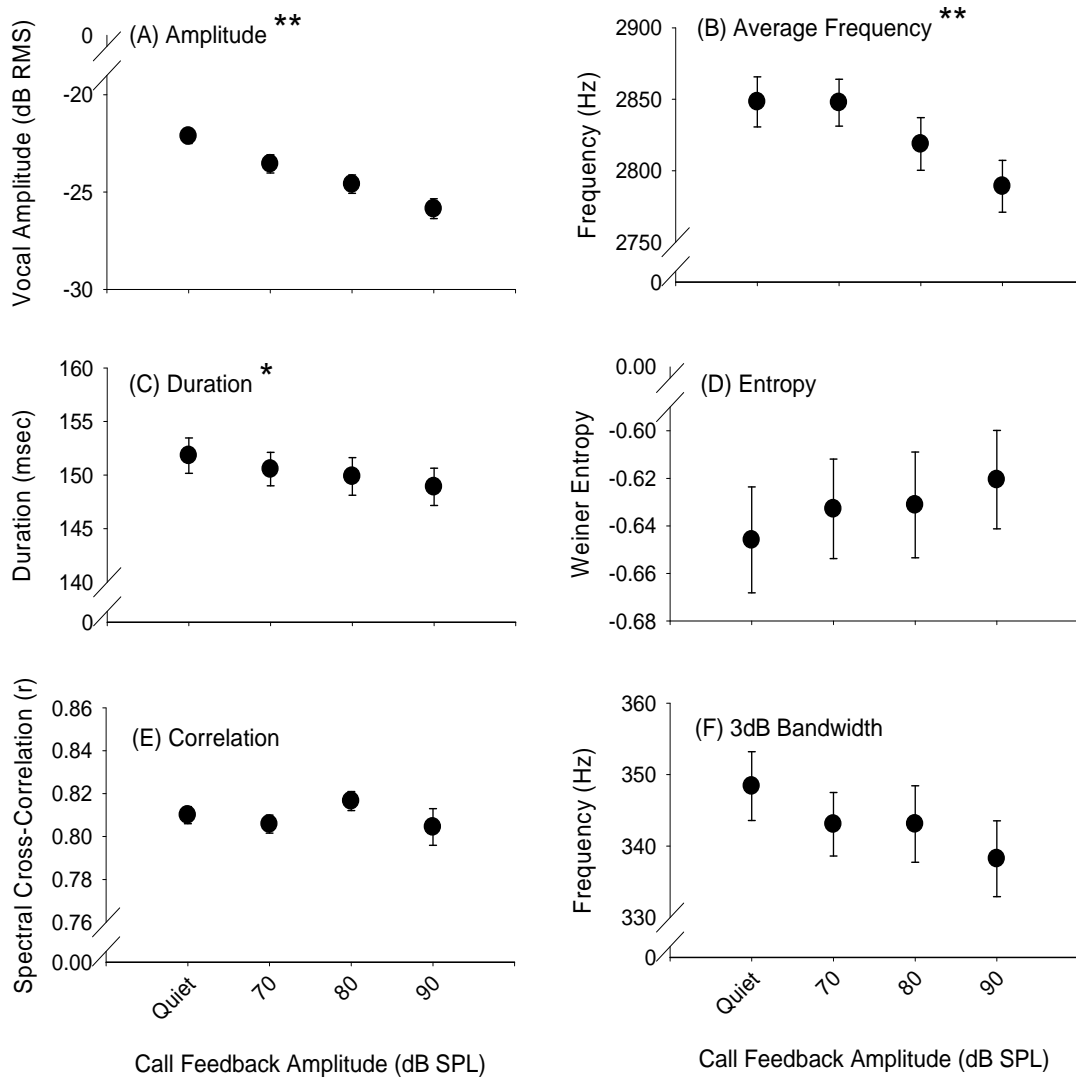 (A) Amplitude **
Vocal Amplitude (dB RMS)
0
-20
-25
-30
(B) Average Frequency **
Frequency (Hz)
2900
2850
2800
2750
0
(C) Duration *
Duration (msec)
160
155
150
145
140
0
(D) Entropy
Weiner Entropy
0.00
-0.60
-0.62
-0.64
-0.66
-0.68
(E) Correlation
Spectral Cross-Correlation (r)
0.86
0.84
0.82
0.80
0.78
0.76
0.00
Quiet
70
80
90
Call Feedback Amplitude (dB SPL)
(F) 3dB Bandwidth
Frequency (Hz)
360
350
340
330
0
Quiet
70
80
90
Call Feedback Amplitude (dB SPL)